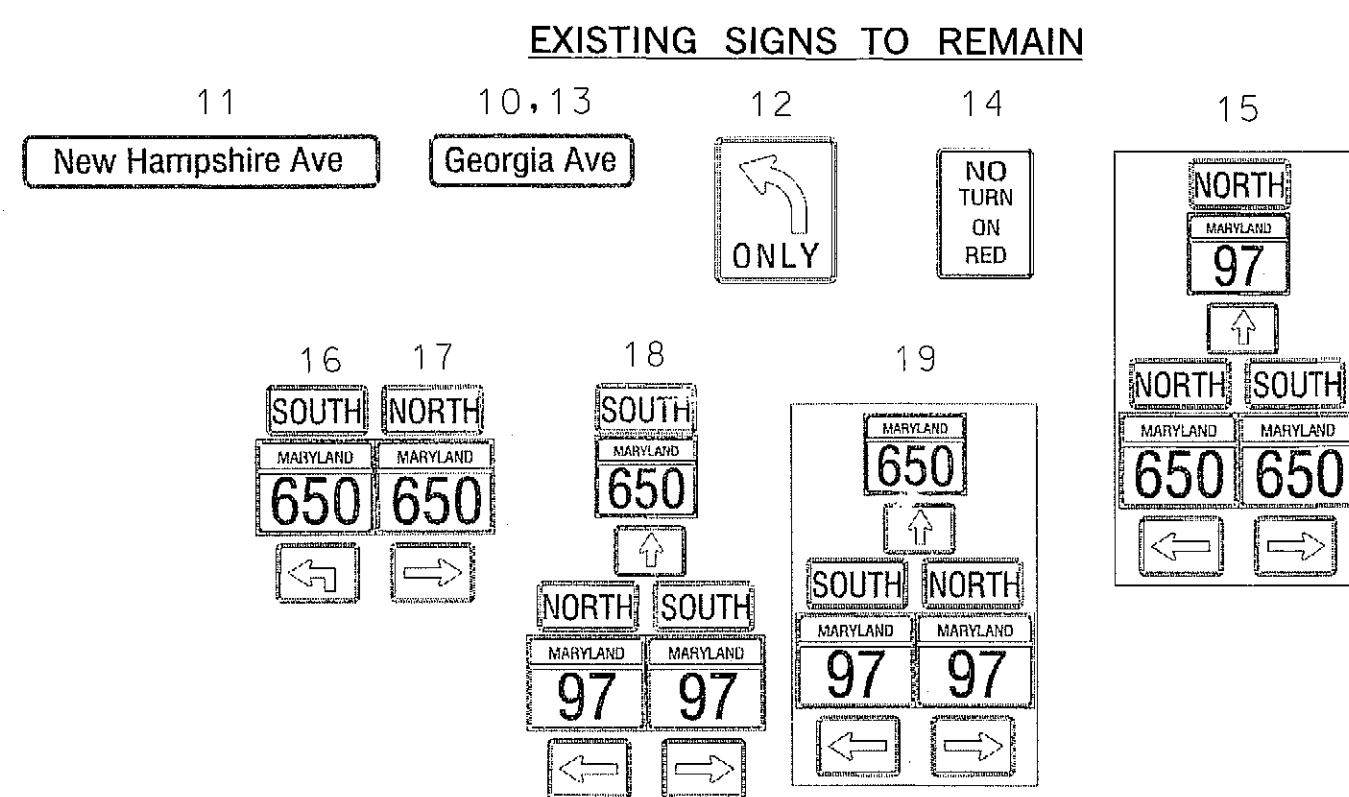 EXISTING SIGNS TO REMAIN
11
New Hampshire Ave
10,13
Georgia Ave
12
ONLY
14
NO
TURN
ON
RED
15
NORTH
MARYLAND
97
NORTH SOUTH
MARYLAND MARYLAND
650 650
16 17
SOUTH NORTH
MARYLAND MARYLAND
650 650
18
SOUTH
MARYLAND
650
NORTH SOUTH
MARYLAND MARYLAND
97 97
19
MARYLAND
650
SOUTH NORTH
MARYLAND MARYLAND
97 97